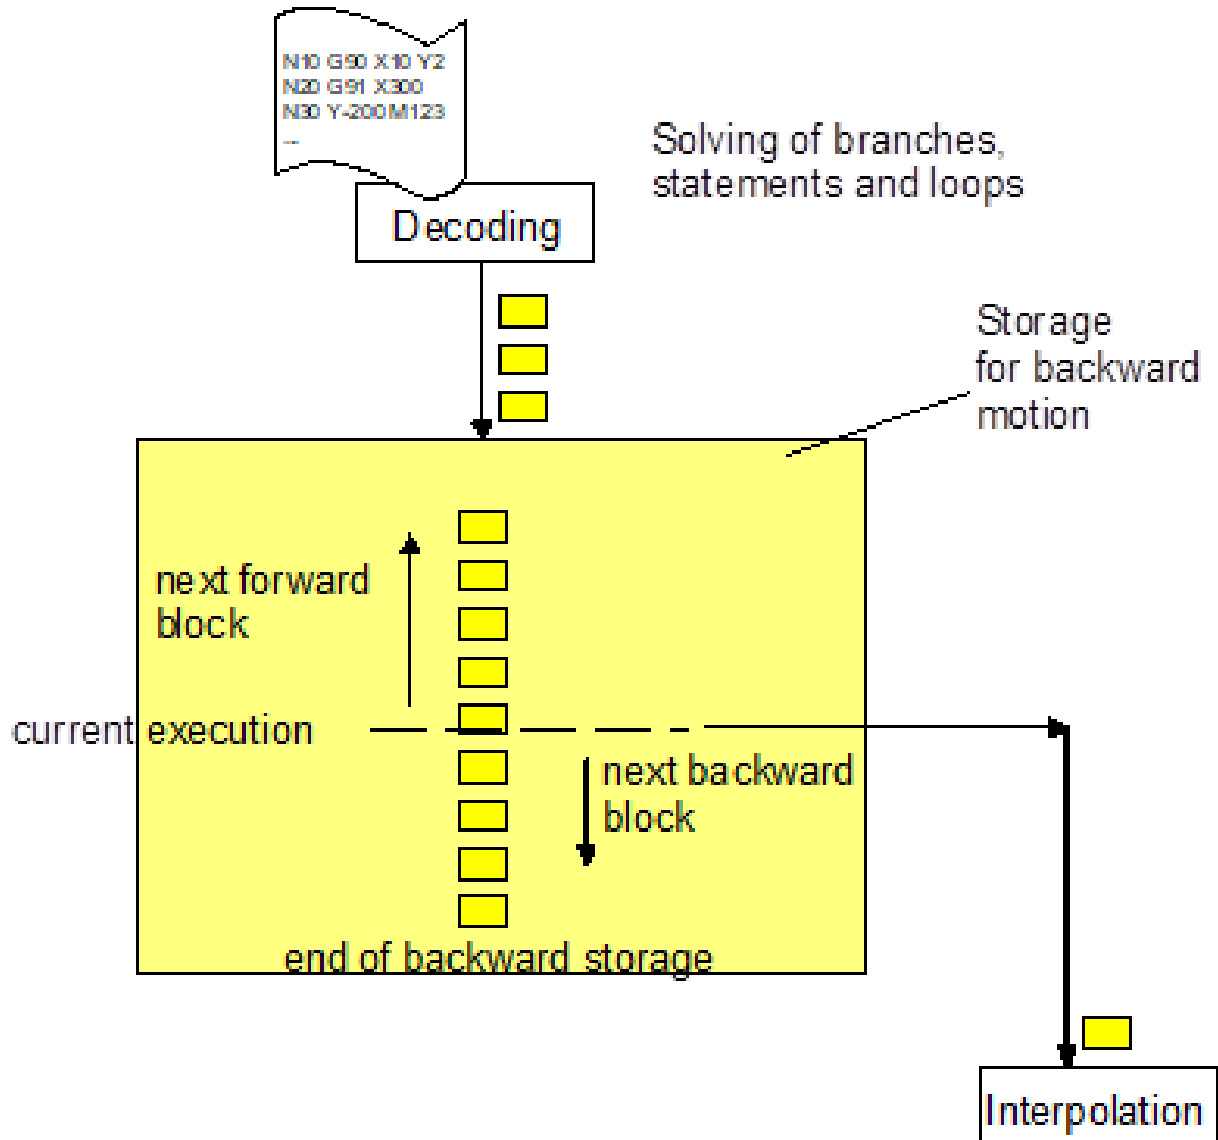 N10 G90 X10 Y2
N20 G91 X300
N30 Y-200 M123
...
Solving of branches,
statements and loops
Decoding
Storage
for backward
motion
next forward
block
current execution
next backward
block
end of backward storage
Interpolation